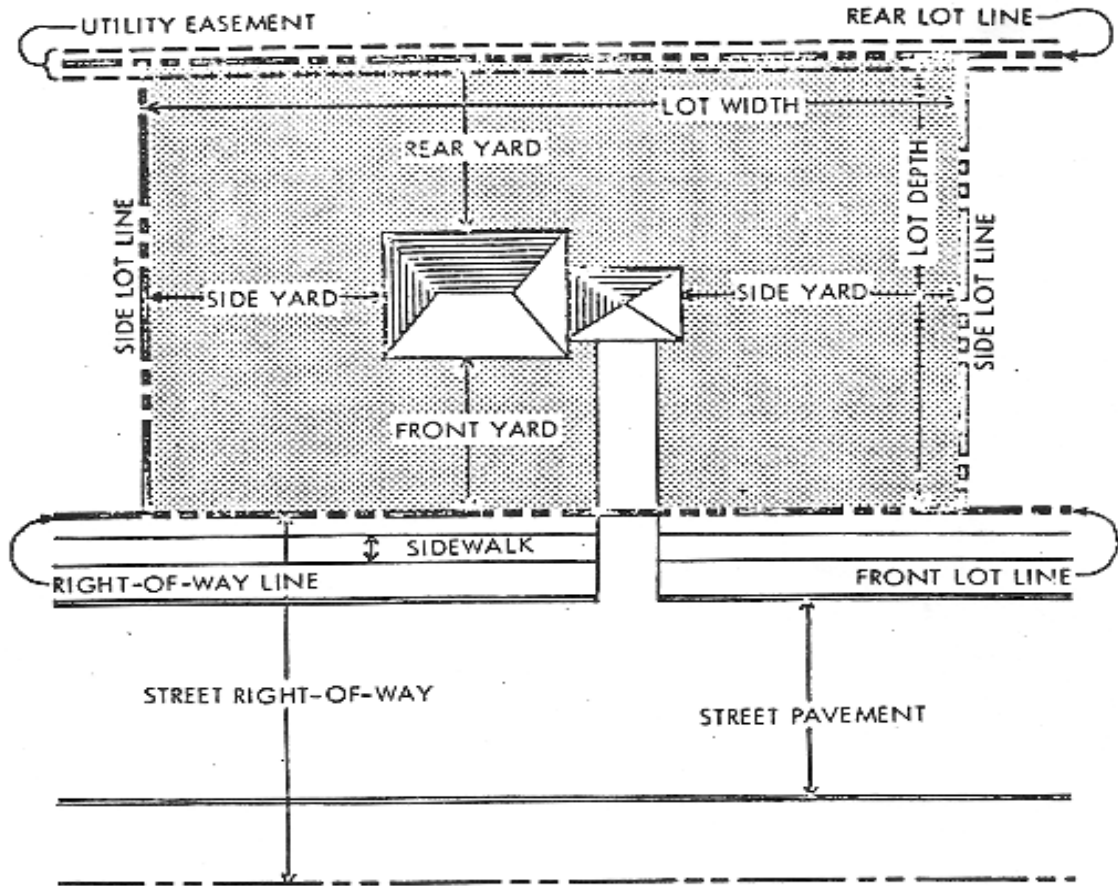 UTILITY EASEMENT
REAR LOT LINE
LOT WIDTH
REAR YARD
LOT DEPTH
SIDE LOT LINE
SIDE YARD
SIDE YARD
SIDE LOT LINE
FRONT YARD
SIDEWALK
RIGHT-OF-WAY LINE
FRONT LOT LINE
STREET RIGHT-OF-WAY
STREET PAVEMENT